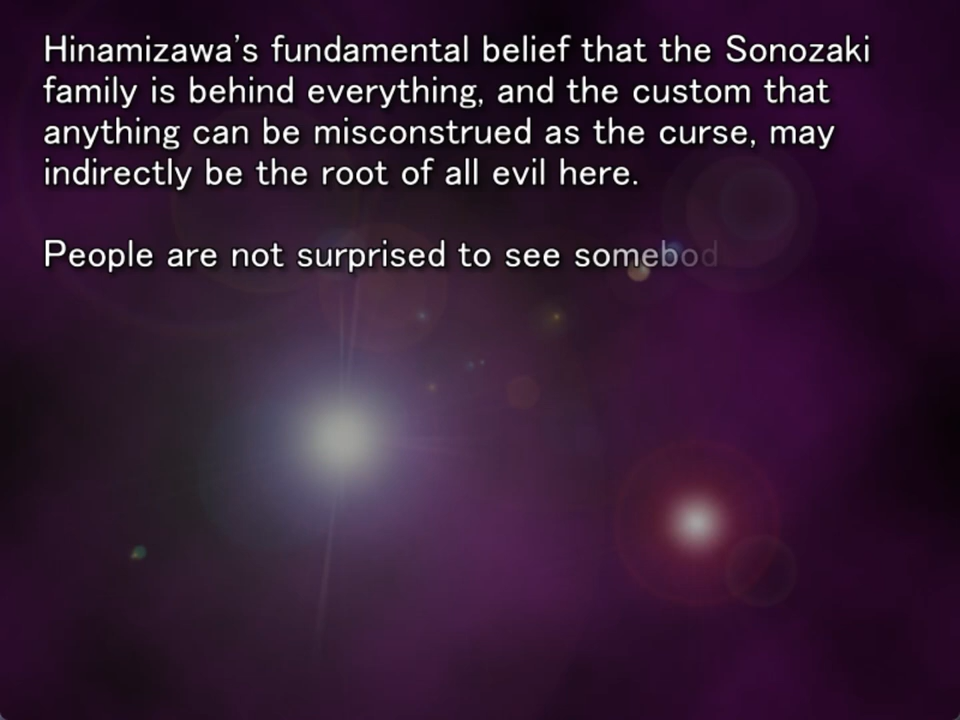 Hinamizawa's fundamental belief that the Sonozaki
family is behind everything, and the custom that
anything can be misconstrued as the curse, may
indirectly be the root of all evil here.
People are not surprised to see somebod